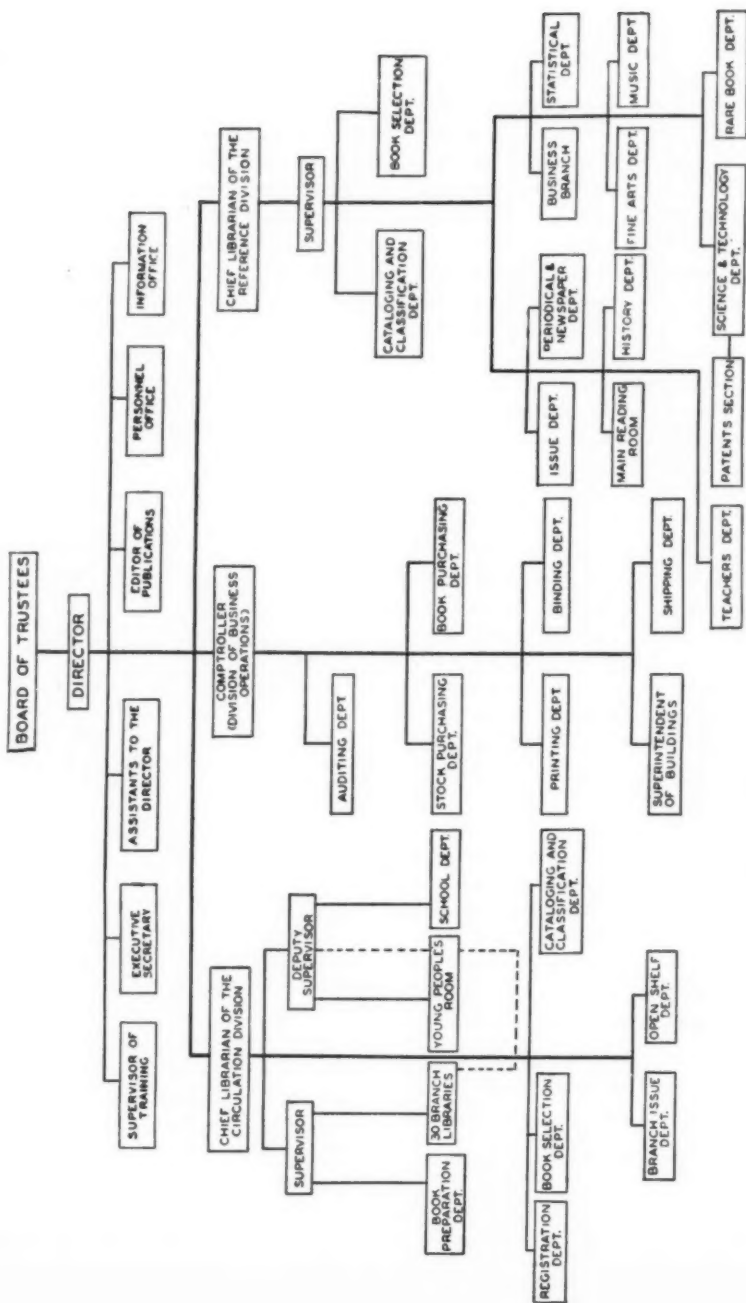 BOARD OF TRUSTEES
DIRECTOR
SUPERVISOR OF
TRAINING
EXECUTIVE
SECRETARY
ASSISTANTS TO THE
DIRECTOR
EDITOR OF
PUBLICATIONS
PERSONNEL
OFFICE
INFORMATION
OFFICE
CHIEF LIBRARIAN OF THE
CIRCULATION DIVISION
COMPTROLLER
(DIVISION OF BUSINESS
OPERATIONS)
CHIEF LIBRARIAN OF THE
REFERENCE DIVISION
SUPERVISOR
DEPUTY
SUPERVISOR
BOOK
PREPARATION
DEPT.
30 BRANCH
LIBRARIES
YOUNG PEOPLES
ROOM
SCHOOL DEPT.
REGISTRATION
DEPT.
BOOK SELECTION
DEPT.
CATALOGING AND
CLASSIFICATION
DEPT.
BRANCH ISSUE
DEPT.
OPEN SHELF
DEPT.
AUDITING DEPT
STOCK PURCHASING
DEPT.
BOOK PURCHASING
DEPT
PRINTING DEPT
BINDING DEPT.
SUPERINTENDENT
OF BUILDINGS
SHIPPING DEPT.
SUPERVISOR
CATALOGING AND
CLASSIFICATION
DEPT.
BOOK SELECTION
DEPT.
ISSUE DEPT.
PERIODICAL &
NEWSPAPER
DEPT.
BUSINESS
BRANCH
STATISTICAL
DEPT.
MAIN READING
ROOM
HISTORY DEPT.
FINE ARTS DEPT.
MUSIC DEPT
TEACHERS DEPT.
PATENTS SECTION
SCIENCE & TECHNOLOGY
DEPT.
RARE BOOK DEPT.